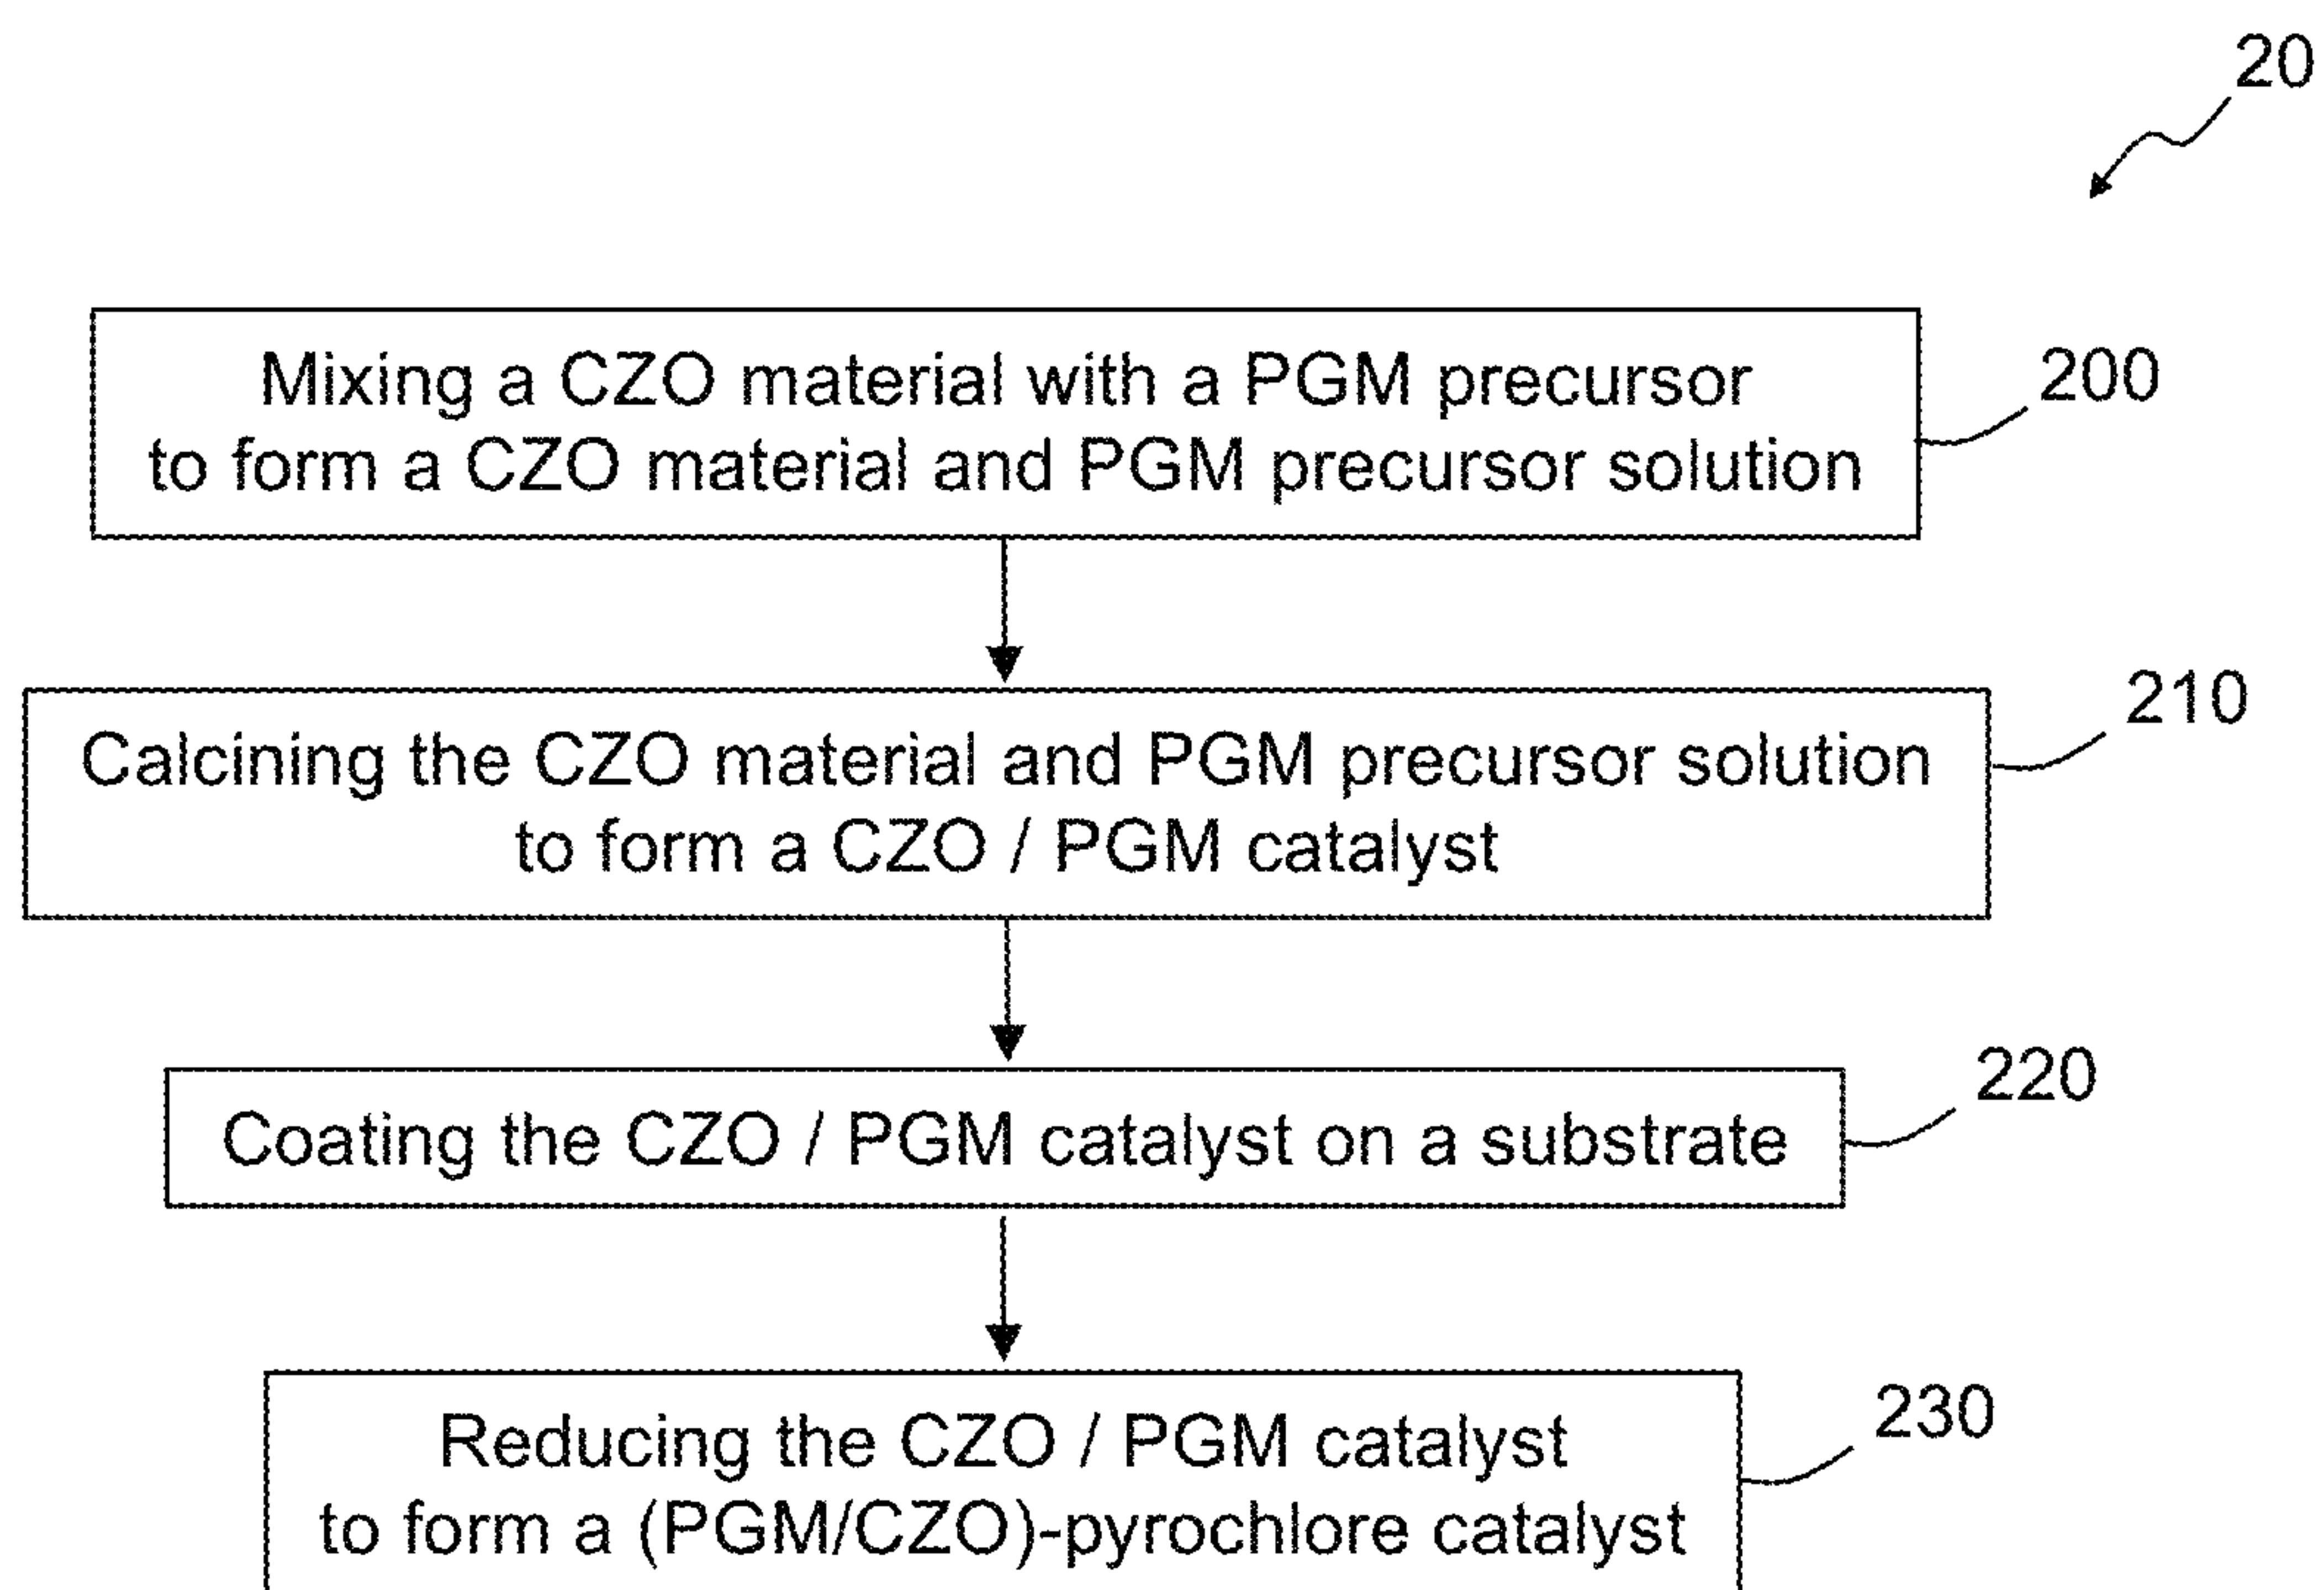 20
Mixing a CZO material with a PGM precursor
to form a CZO material and PGM precursor solution
200
Calcining the CZO material and PGM precursor solution
to form a CZO / PGM catalyst
210
Coating the CZO / PGM catalyst on a substrate
220
Reducing the CZO / PGM catalyst
to form a (PGM/CZO)-pyrochlore catalyst
230